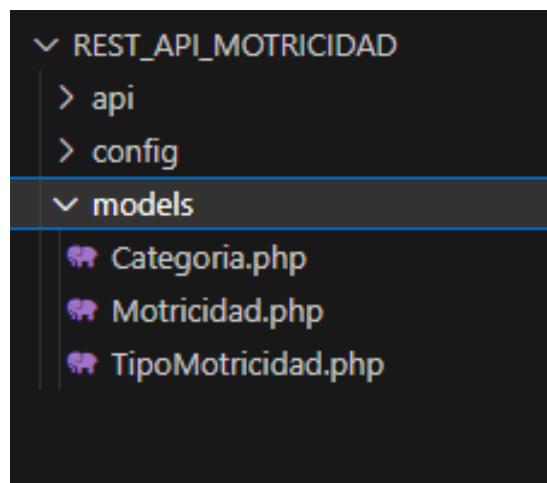 REST_API_MOTRICIDAD
api
config
models
Categoria.php
Motricidad.php
TipoMotricidad.php